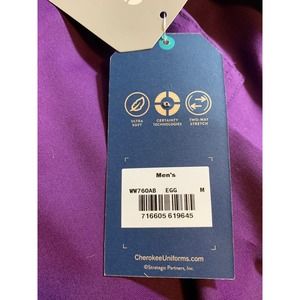 ULTRA SOFT
CERTAINTY TECHNOLOGIES
TWO-WAY STRETCH
Men's
WW760AB EGG M
716605 619645
CherokeeUniforms.com
©Strategic Partners, Inc.